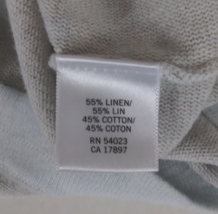 55% LINEN/
55% LIN
45% COTTON/
45% COTON
RN 54023
CA 17897